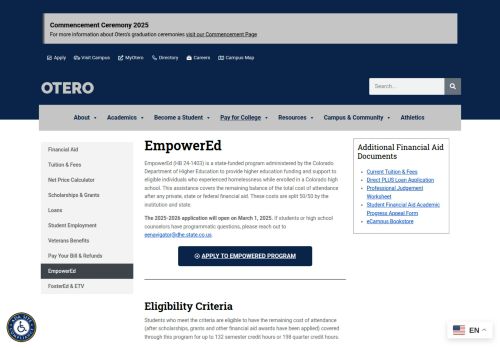 Commencement Ceremony 2025
For more information about Otero's graduation ceremonies visit our Commencement Page
Apply
Visit Campus
MyOtero
Directory
Careers
Campus Map
OTERO
Search...
About
Academics
Become a Student
Pay for College
Resources
Campus & Community
Athletics
Financial Aid
Tuition & Fees
Net Price Calculator
Scholarships & Grants
Loans
Student Employment
Veterans Benefits
Pay Your Bill & Refunds
EmpowerEd
FosterEd & ETV
EmpowerEd
EmpowerEd (HB 24-1403) is a state-funded program administered by the Colorado
Department of Higher Education to provide higher education funding and support to
eligible individuals who experienced homelessness while enrolled in a Colorado high
school. This assistance covers the remaining balance of the total cost of attendance
after any private, state or federal financial aid. These costs are split 50/50 by the
institution and state.
The 2025-2026 application will open on March 1, 2025. If students or high school
counselors have programmatic questions, please reach out to
eenavigator@dhe.state.co.us.
APPLY TO EMPOWERED PROGRAM
Eligibility Criteria
Students who meet the criteria are eligible to have the remaining cost of attendance
(after scholarships, grants and other financial aid awards have been applied) covered
through this program for up to 132 semester credit hours or 198 quarter credit hours.
Additional Financial Aid
Documents
Current Tuition & Fees
Direct PLUS Loan Application
Professional Judgement
Worksheet
Student Financial Aid Academic
Progress Appeal Form
eCampus Bookstore
EN